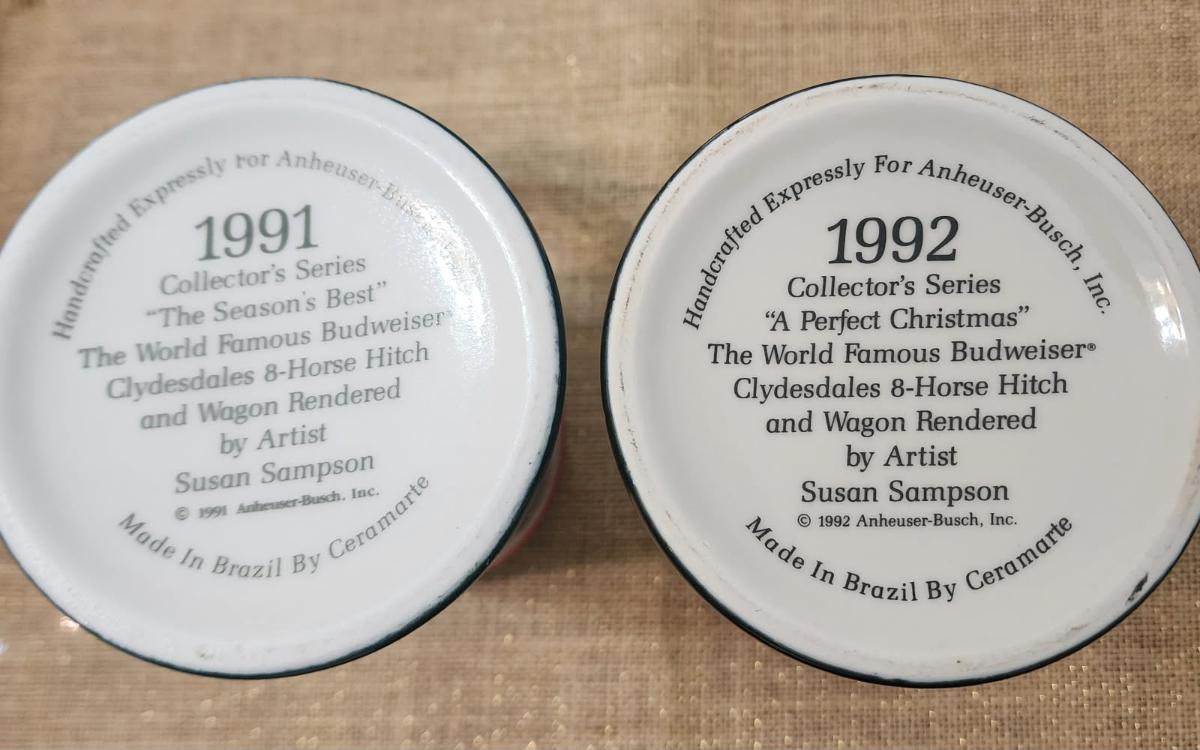 Handcrafted Expressly For Anheuser-Busch,
1991
Collector's Series
"The Season's Best"
The World Famous Budweiser®
Clydesdales 8-Horse Hitch
and Wagon Rendered
by Artist
Susan Sampson
© 1991 Anheuser-Busch, Inc.
Made In Brazil By Ceramarte
Handcrafted Expressly For Anheuser-Busch, Inc.
1992
Collector's Series
"A Perfect Christmas"
The World Famous Budweiser®
Clydesdales 8-Horse Hitch
and Wagon Rendered
by Artist
Susan Sampson
© 1992 Anheuser-Busch, Inc.
Made In Brazil By Ceramarte